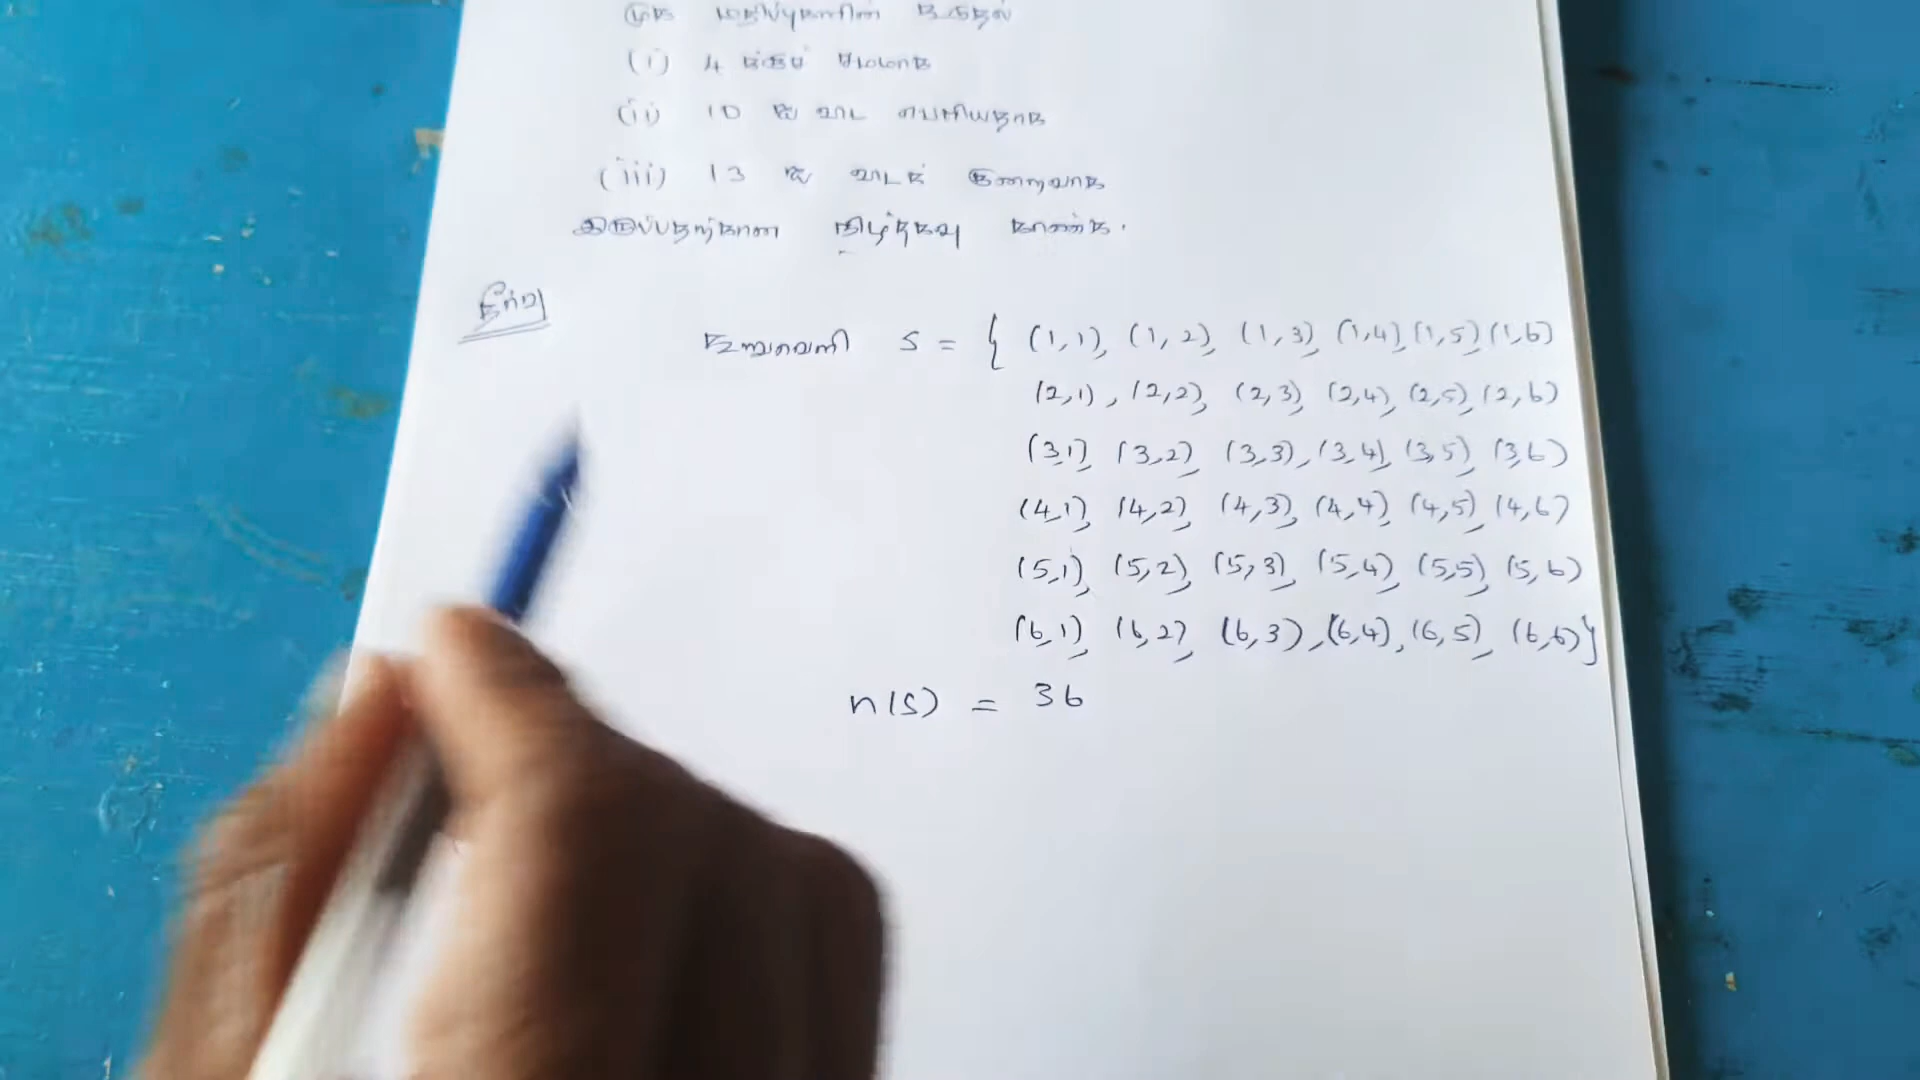 முக மதிப்புகளின் கூடுதல்
(i) 4 க்குச் சமமாக
(ii) 10 ஐ விட பெரியதாக
(iii) 13 ஐ விடக் குறைவாக
இருப்பதற்கான நிழ்தகவு காண்க.
தீர்வு
கூறுவெளி S = { (1,1), (1,2), (1,3), (1,4), (1,5), (1,6)
(2,1), (2,2), (2,3), (2,4), (2,5), (2,6)
(3,1), (3,2), (3,3), (3,4), (3,5), (3,6)
(4,1), (4,2), (4,3), (4,4), (4,5), (4,6)
(5,1), (5,2), (5,3), (5,4), (5,5), (5,6)
(6,1), (6,2), (6,3), (6,4), (6,5), (6,6)}
n(S) = 36